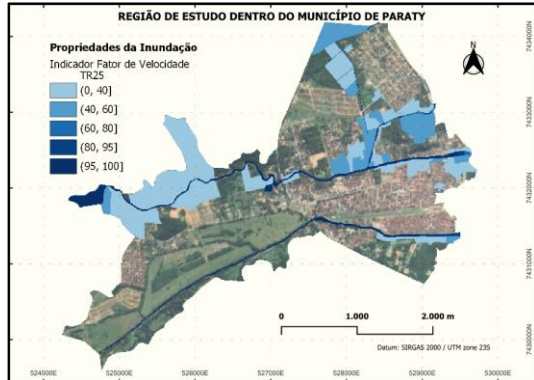 REGIÃO DE ESTUDO DENTRO DO MUNICÍPIO DE PARATY
Propriedades da Inundação
Indicador Fator de Velocidade
TR25
(0, 40]
(40, 60]
(60, 80]
(80, 95]
(95, 100]
N
7434000N
7433000N
7432000N
7431000N
7430000N
0 1.000 2.000 m
Datum: SIRGAS 2000 / UTM zone 23S
524000E 525000E 526000E 527000E 528000E 529000E 530000E